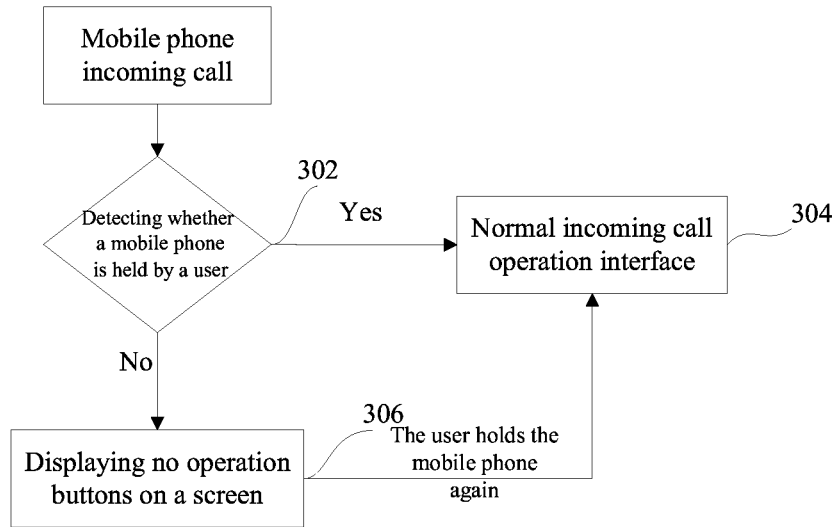 Mobile phone
incoming call
302
Detecting whether
a mobile phone
is held by a user
Yes
Normal incoming call
operation interface
304
No
306
Displaying no operation
buttons on a screen
The user holds the
mobile phone
again